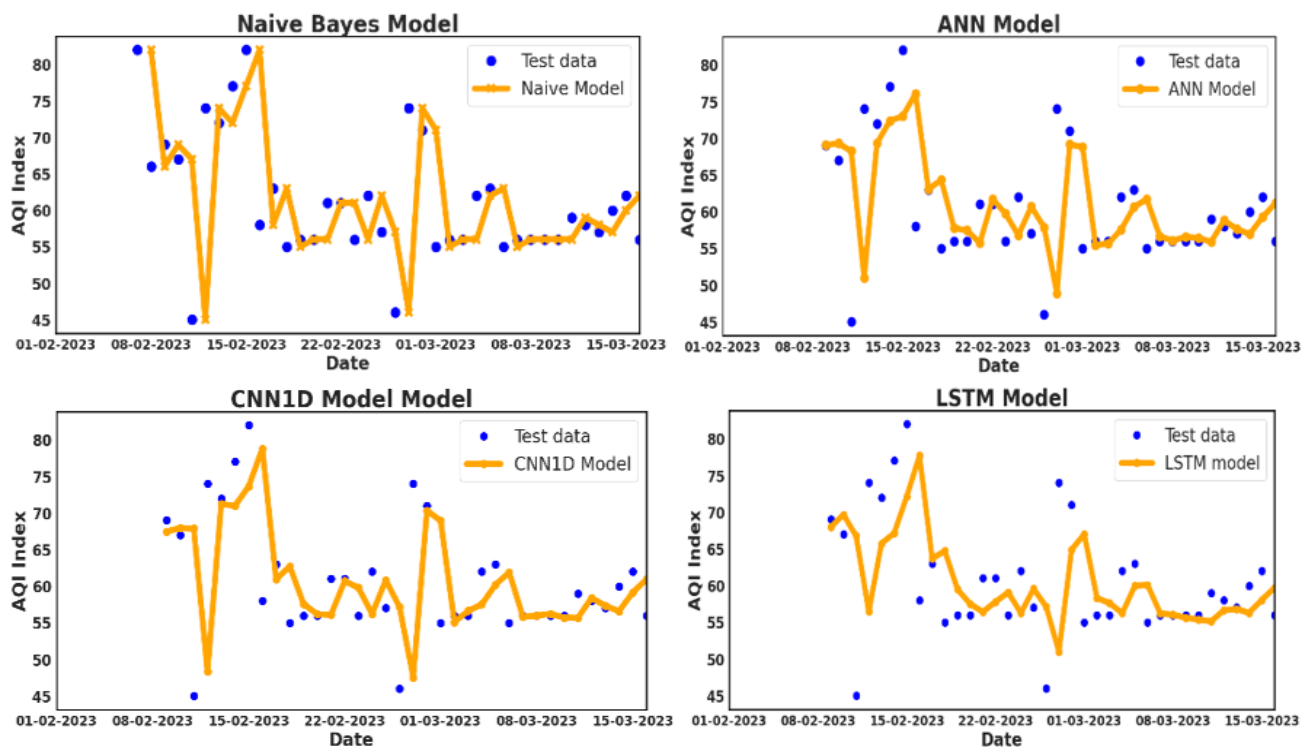 Naive Bayes Model
AQI Index
80
75
70
65
60
55
50
45
Test data
Naive Model
01-02-2023 08-02-2023 15-02-2023 22-02-2023 01-03-2023 08-03-2023 15-03-2023
Date
ANN Model
AQI Index
80
75
70
65
60
55
50
45
Test data
ANN Model
01-02-2023 08-02-2023 15-02-2023 22-02-2023 01-03-2023 08-03-2023 15-03-2023
Date
CNN1D Model Model
AQI Index
80
75
70
65
60
55
50
45
Test data
CNN1D Model
01-02-2023 08-02-2023 15-02-2023 22-02-2023 01-03-2023 08-03-2023 15-03-2023
Date
LSTM Model
AQI Index
80
75
70
65
60
55
50
45
Test data
LSTM model
01-02-2023 08-02-2023 15-02-2023 22-02-2023 01-03-2023 08-03-2023 15-03-2023
Date